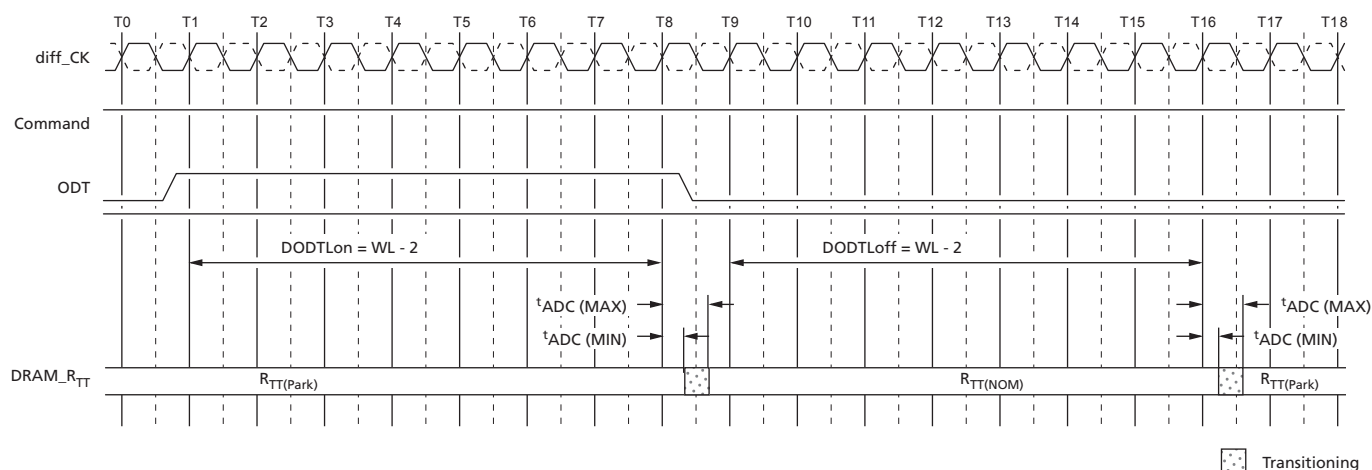 T0 T1 T2 T3 T4 T5 T6 T7 T8 T9 T10 T11 T12 T13 T14 T15 T16 T17 T18
diff_CK
Command
ODT
DODTLon = WL - 2 DODTLoff = WL - 2
tADC (MAX) tADC (MAX)
tADC (MIN) tADC (MIN)
DRAM_RTT RTT(Park) RTT(NOM) RTT(Park)
Transitioning